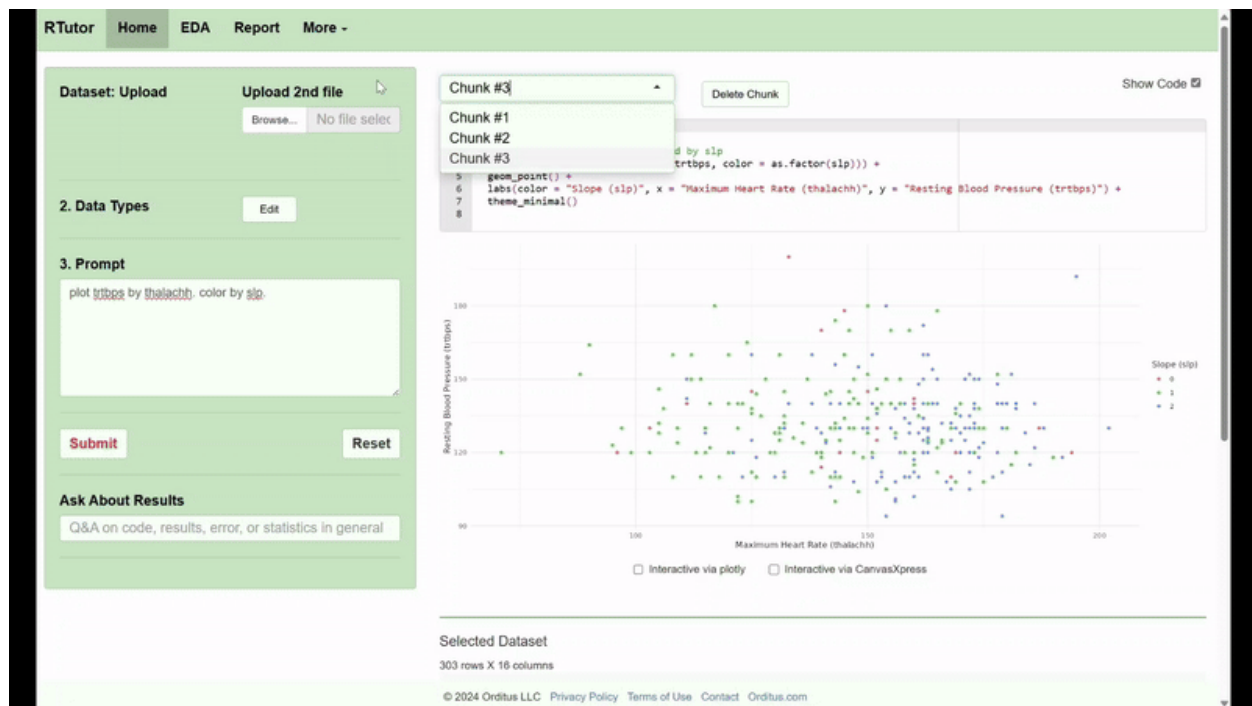 RTutor Home EDA Report More
Dataset: Upload
Upload 2nd file
Browse... No file selec
2. Data Types
Edit
3. Prompt
plot trtbps by thalachh. color by slp.
Submit
Reset
Ask About Results
Q&A on code, results, error, or statistics in general
Chunk #3
Delete Chunk
Show Code
Chunk #1
Chunk #2
Chunk #3
d by slp
trtbps, color = as.factor(slp))) +
5 geom_point() +
6 labs(color = "Slope (slp)", x = "Maximum Heart Rate (thalachh)", y = "Resting Blood Pressure (trtbps)") +
7 theme_minimal()
8
Resting Blood Pressure (trtbps)
180
150
120
90
100 150 200
Maximum Heart Rate (thalachh)
Slope (slp)
0
1
2
Interactive via plotly Interactive via CanvasXpress
Selected Dataset
303 rows X 16 columns
© 2024 Orditus LLC Privacy Policy Terms of Use Contact Orditus.com